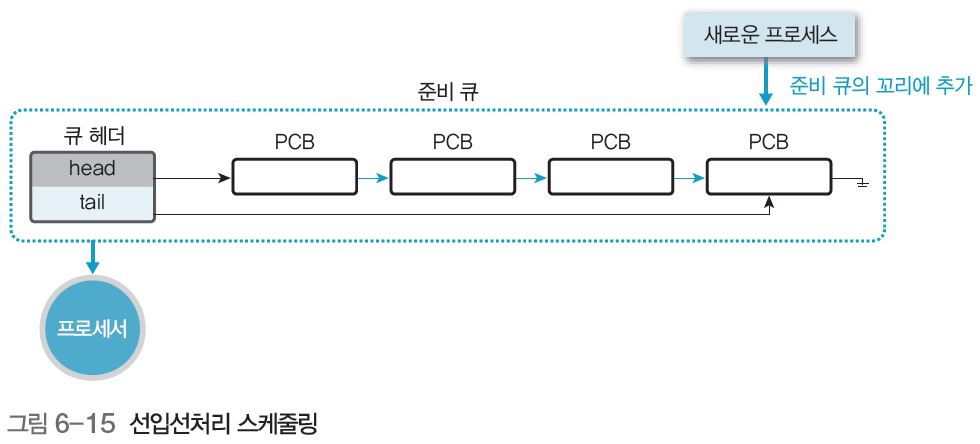 새로운 프로세스
준비 큐의 꼬리에 추가
준비 큐
큐 헤더
head
tail
PCB
PCB
PCB
PCB
프로세서
그림 6-15 선입선처리 스케줄링